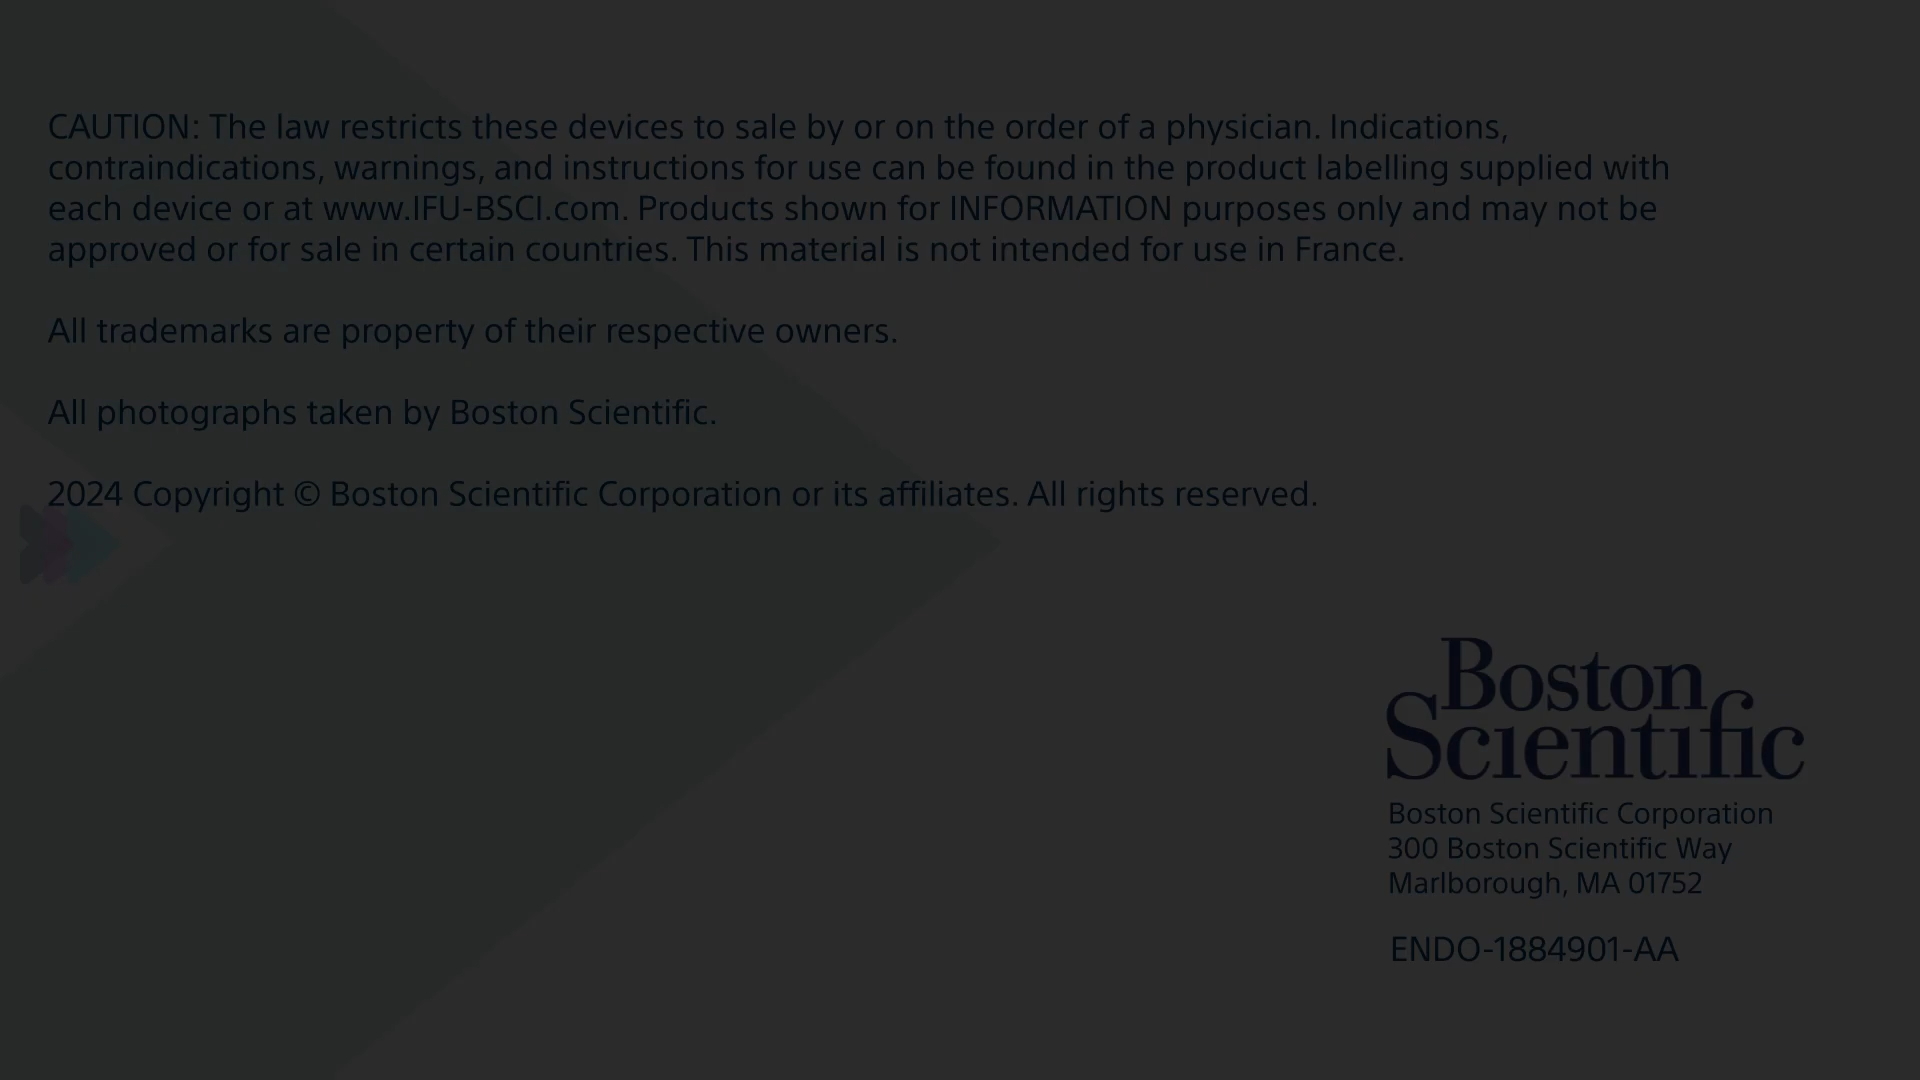 CAUTION: The law restricts these devices to sale by or on the order of a physician. Indications,
contraindications, warnings, and instructions for use can be found in the product labelling supplied with
each device or at www.IFU-BSCI.com. Products shown for INFORMATION purposes only and may not be
approved or for sale in certain countries. This material is not intended for use in France.
All trademarks are property of their respective owners.
All photographs taken by Boston Scientific.
2024 Copyright © Boston Scientific Corporation or its affiliates. All rights reserved.
Boston
Scientific
Boston Scientific Corporation
300 Boston Scientific Way
Marlborough, MA 01752
ENDO-1884901-AA